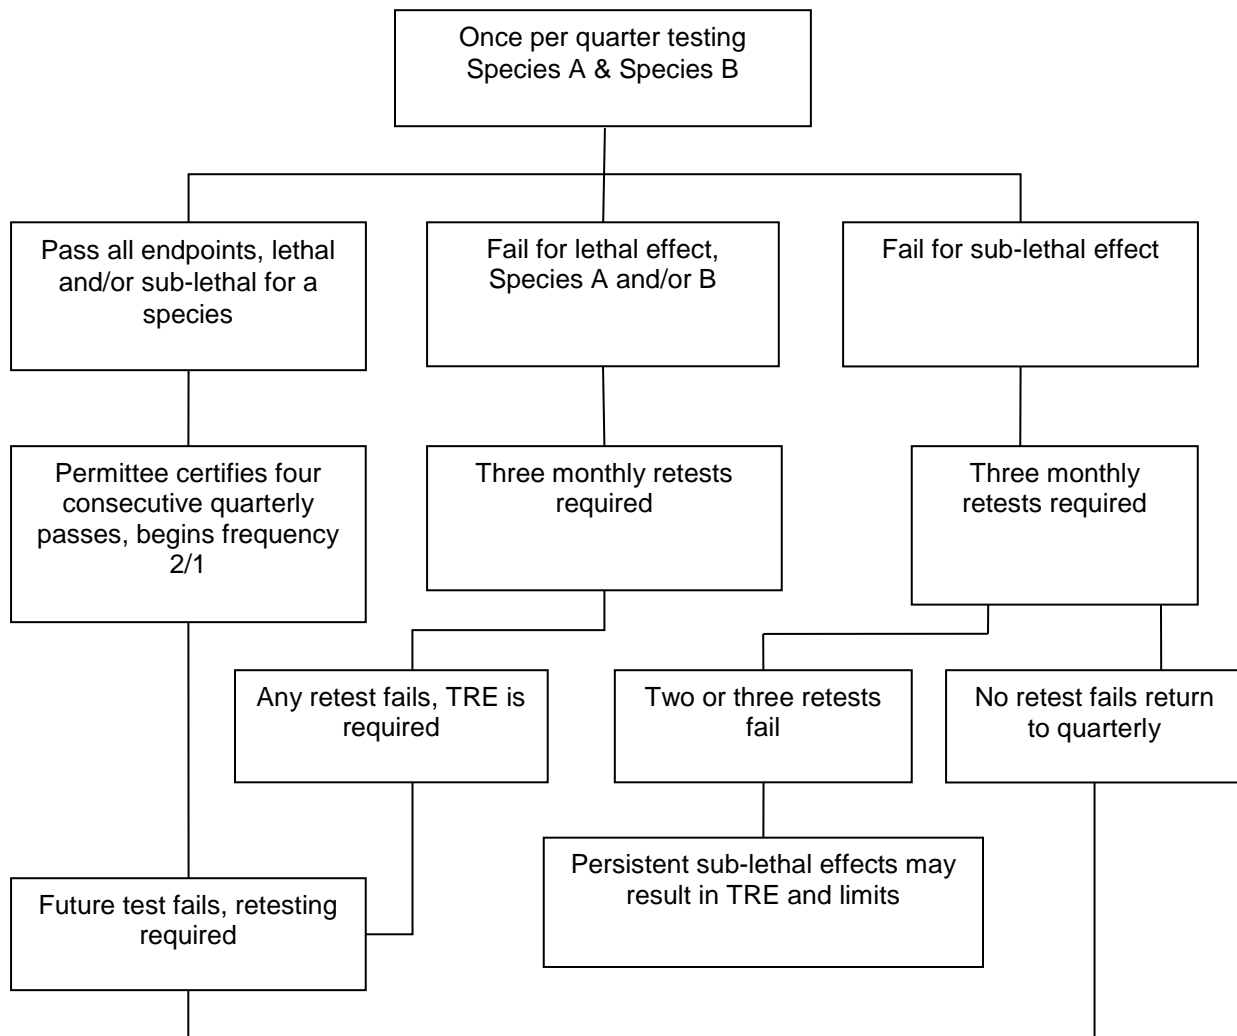 Once per quarter testing
Species A & Species B
Pass all endpoints, lethal
and/or sub-lethal for a
species
Fail for lethal effect,
Species A and/or B
Fail for sub-lethal effect
Permittee certifies four
consecutive quarterly
passes, begins frequency
2/1
Three monthly retests
required
Three monthly
retests required
Any retest fails, TRE is
required
Two or three retests
fail
No retest fails return
to quarterly
Persistent sub-lethal effects may
result in TRE and limits
Future test fails, retesting
required